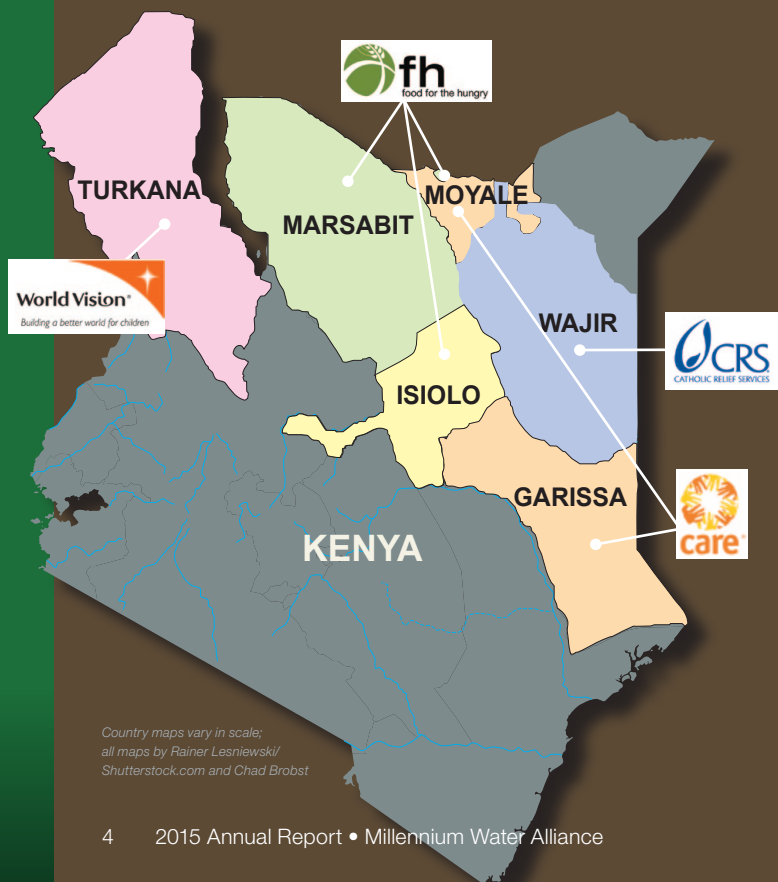 fh
food for the hungry
TURKANA
MOYALE
MARSABIT
World Vision®
Building a better world for children
WAJIR
CRS
CATHOLIC RELIEF SERVICES
ISIOLO
GARISSA
care®
KENYA
Country maps vary in scale;
all maps by Rainer Lesniewski/
Shutterstock.com and Chad Brobst
4 2015 Annual Report • Millennium Water Alliance